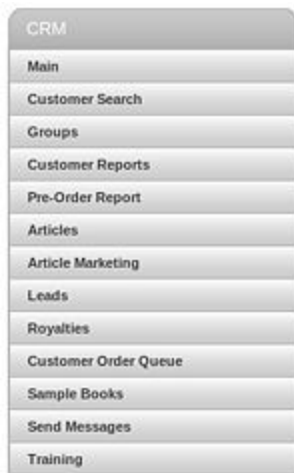 CRM
Main
Customer Search
Groups
Customer Reports
Pre-Order Report
Articles
Article Marketing
Leads
Royalties
Customer Order Queue
Sample Books
Send Messages
Training